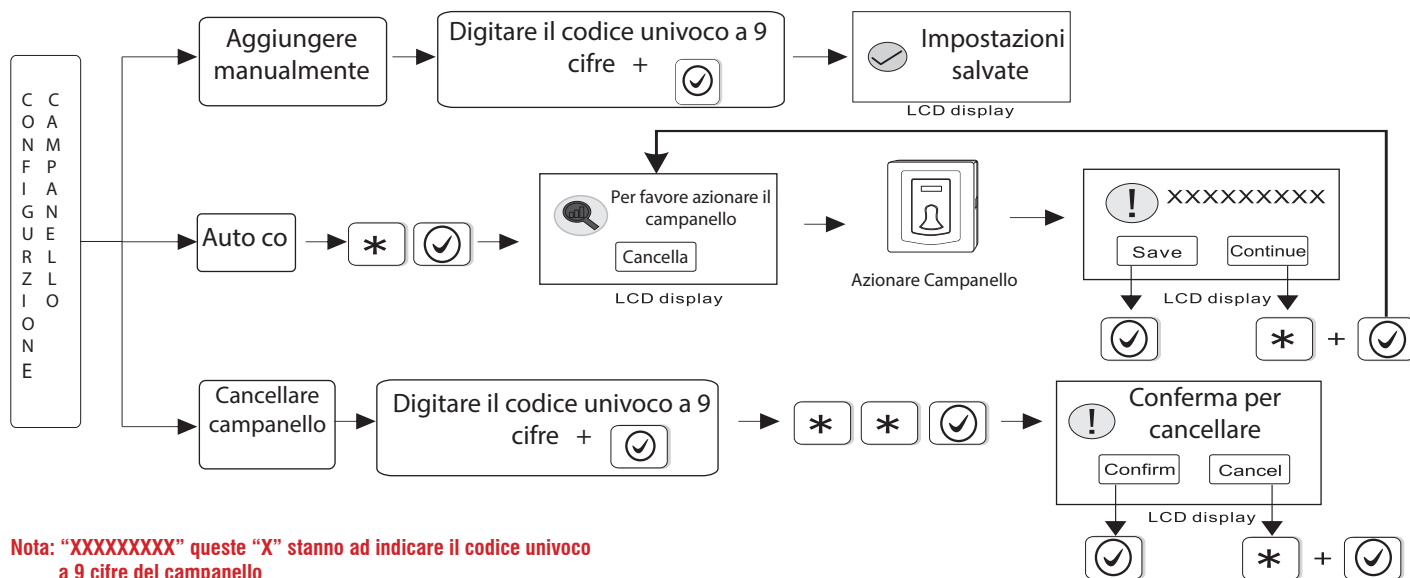 CONFIGURZIONE
CAMPANELLO
Aggiungere
manualmente
Digitare il codice univoco a 9
cifre +
Impostazioni
salvate
LCD display
Auto co
*
Per favore azionare il
campanello
Cancella
LCD display
Azionare Campanello
! XXXXXXXXX
Save Continue
LCD display
* +
Cancellare
campanello
Digitare il codice univoco a 9
cifre +
* *
! Conferma per
cancellare
Confirm Cancel
LCD display
* +
Nota: “XXXXXXXXX” queste “X” stanno ad indicare il codice univoco
a 9 cifre del campanello